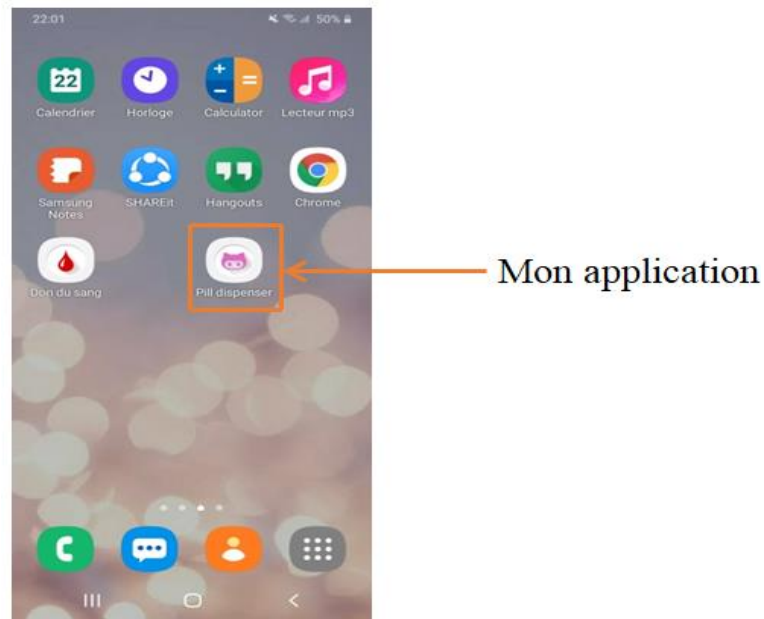 22:01 50%
22
Calendrier Horloge Calculator Lecteur mp3
Samsung Notes SHAREit Hangouts Chrome
Don du sang Pill dispenser
Mon application